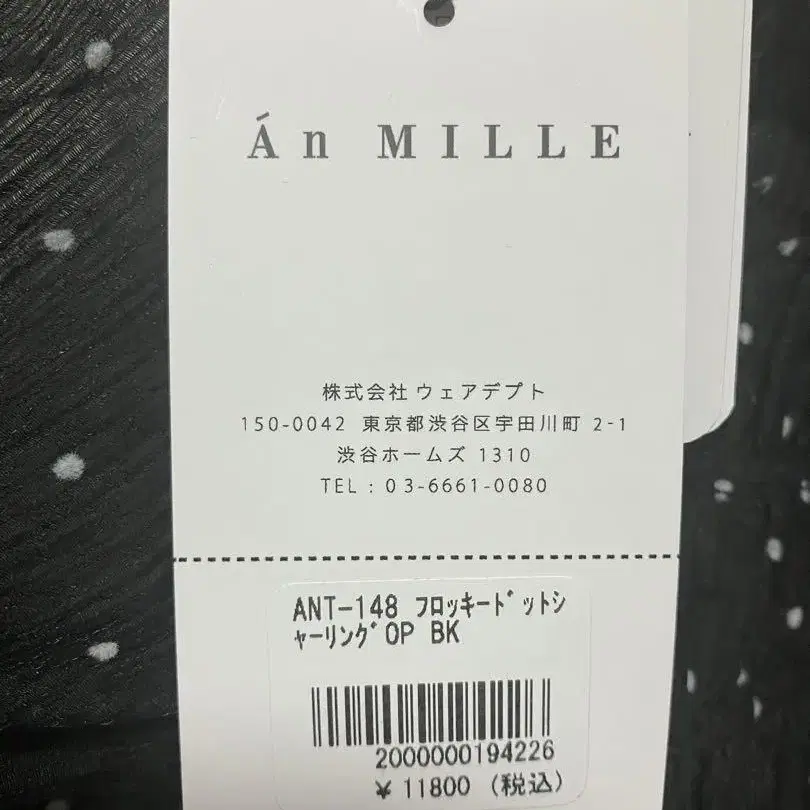 Án MILLE
株式会社 ウェアデプト
150-0042 東京都渋谷区宇田川町 2-1
渋谷ホームズ 1310
TEL : 03-6661-0080
ANT-148 フロッキードットシ
ャーリングOP BK
2000000194226
¥ 11800 (税込)